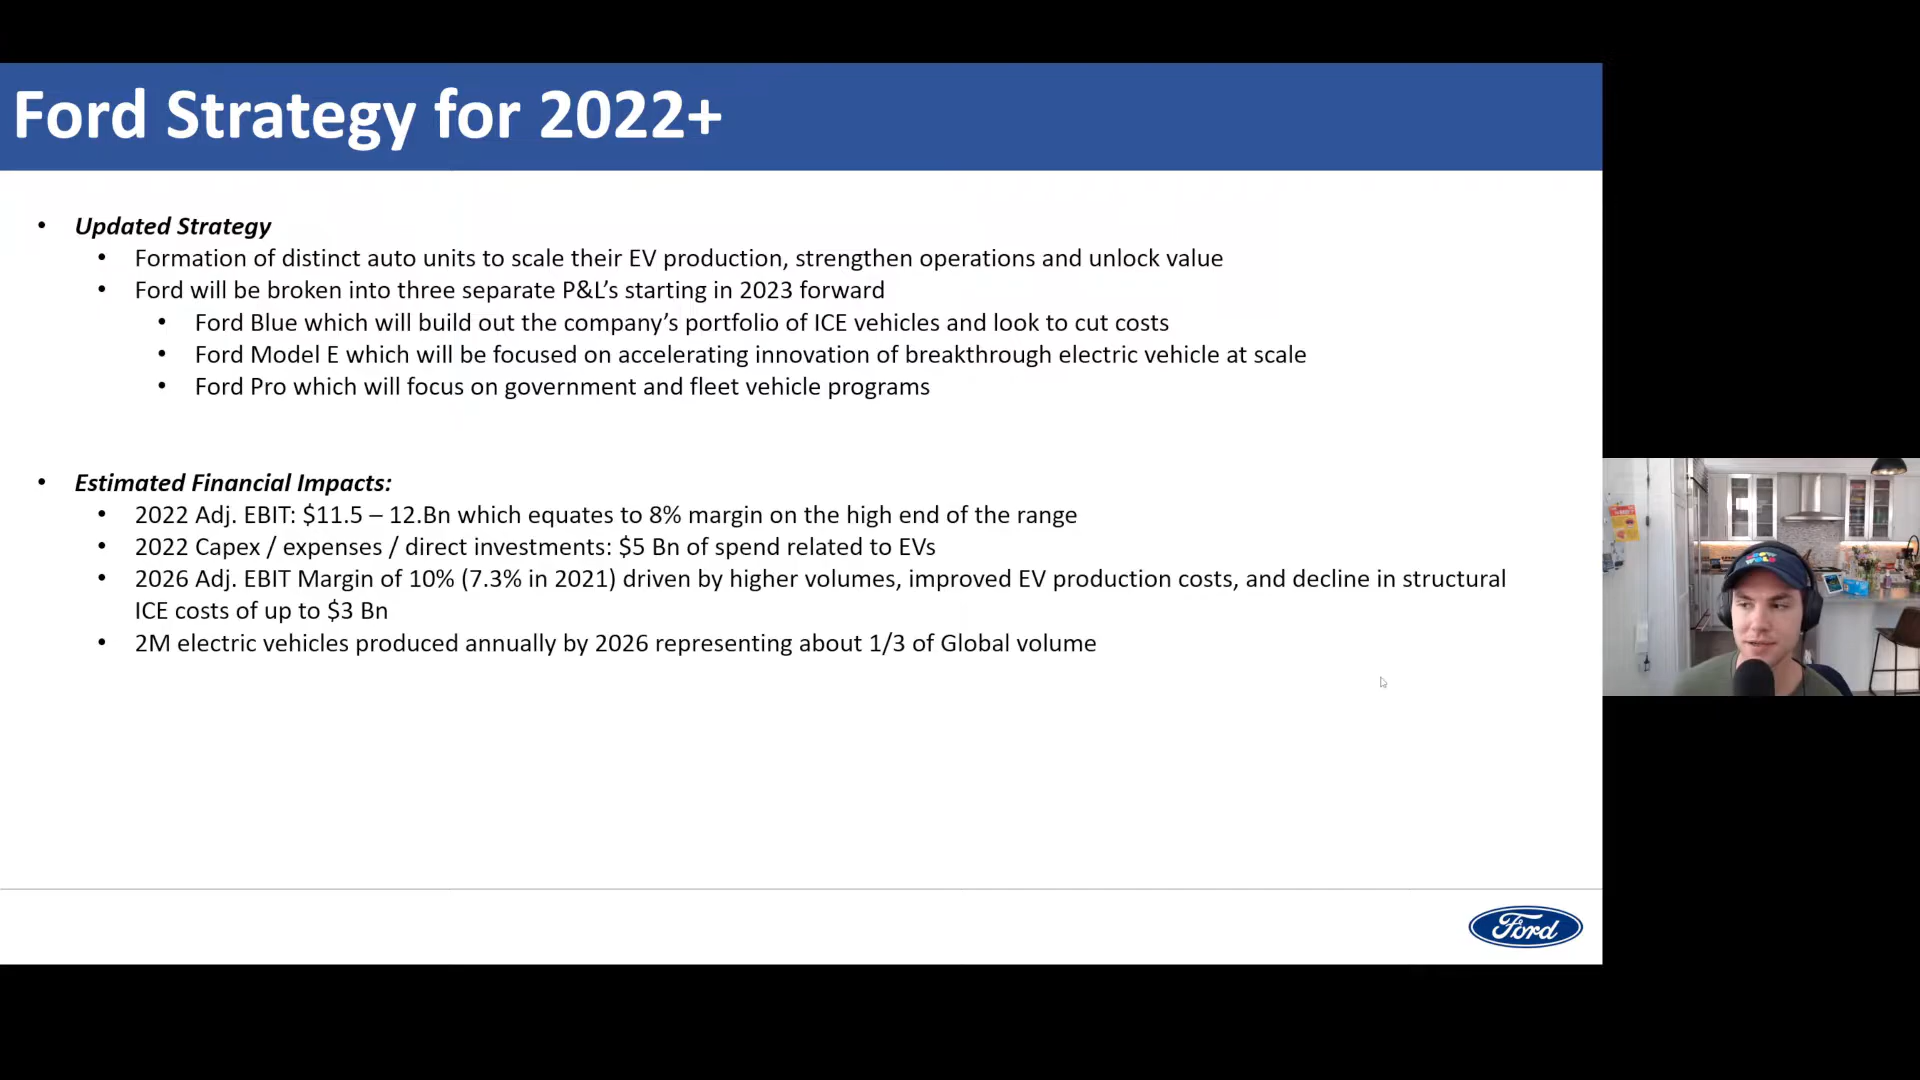 Ford Strategy for 2022+
• Updated Strategy
• Formation of distinct auto units to scale their EV production, strengthen operations and unlock value
• Ford will be broken into three separate P&L’s starting in 2023 forward
• Ford Blue which will build out the company’s portfolio of ICE vehicles and look to cut costs
• Ford Model E which will be focused on accelerating innovation of breakthrough electric vehicle at scale
• Ford Pro which will focus on government and fleet vehicle programs
• Estimated Financial Impacts:
• 2022 Adj. EBIT: $11.5 – 12.Bn which equates to 8% margin on the high end of the range
• 2022 Capex / expenses / direct investments: $5 Bn of spend related to EVs
• 2026 Adj. EBIT Margin of 10% (7.3% in 2021) driven by higher volumes, improved EV production costs, and decline in structural
ICE costs of up to $3 Bn
• 2M electric vehicles produced annually by 2026 representing about 1/3 of Global volume
Ford